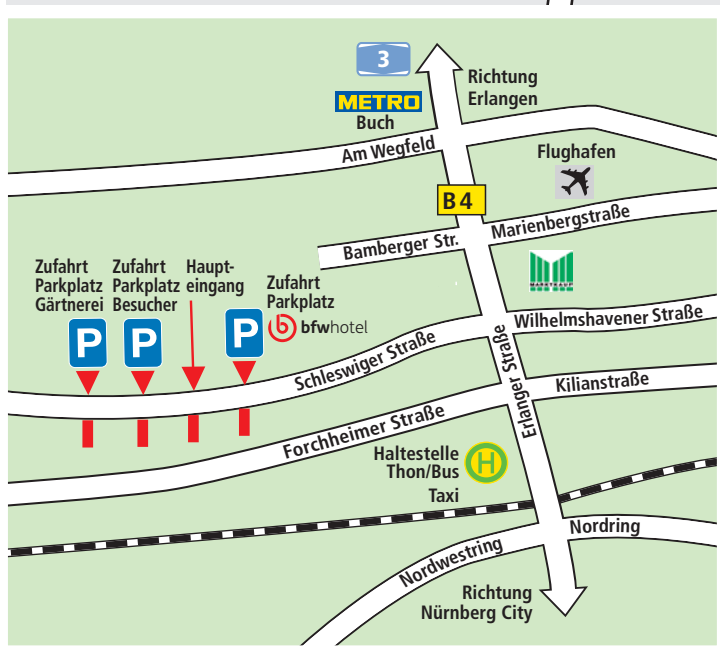 3
Richtung
Erlangen
METRO
Buch
Am Wegfeld
Flughafen
B 4
Marienbergstraße
Bamberger Str.
MARKTKAUF
Zufahrt
Parkplatz
Gärtnerei
Zufahrt
Parkplatz
Besucher
Haupt-
eingang
Zufahrt
Parkplatz
b bfwhotel
P
P
P
Wilhelmshavener Straße
Schleswiger Straße
Erlanger Straße
Kilianstraße
Forchheimer Straße
Haltestelle
Thon/Bus
H
Taxi
Nordring
Nordwestring
Richtung
Nürnberg City